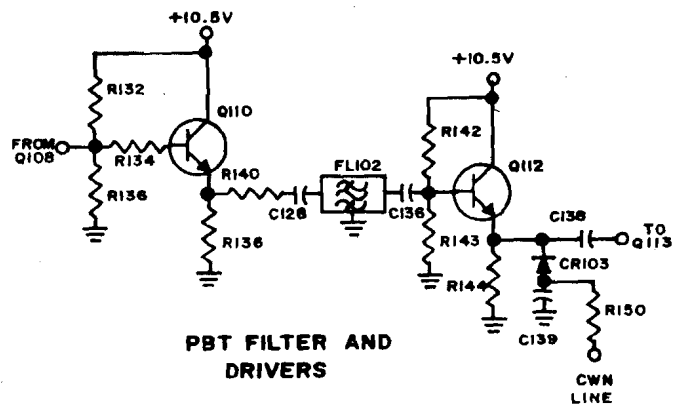 +10.5V
R132
Q110
FROM
Q108
R134
R136
R140
R136
C128
FL102
C136
+10.5V
R142
Q112
R143
R144
C138
TO
Q113
CR103
C139
R150
CWN
LINE
PBT FILTER AND
DRIVERS